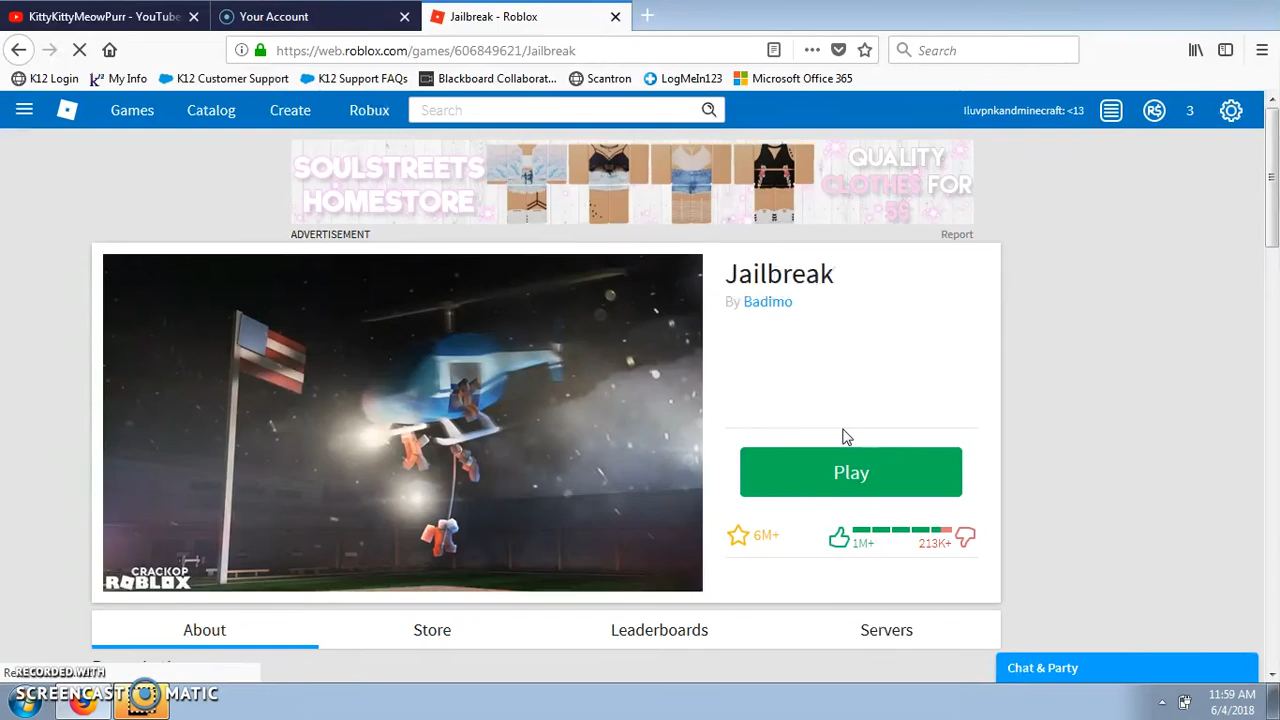 KittyKittyMeowPurr - YouTube
Your Account
Jailbreak - Roblox
https://web.roblox.com/games/606849621/Jailbreak
Search
K12 Login
My Info
K12 Customer Support
K12 Support FAQs
Blackboard Collaborat...
Scantron
LogMeIn123
Microsoft Office 365
Games
Catalog
Create
Robux
Search
Iluvpnkandminecraft: <13
3
SOULSTREETS
HOMESTORE
QUALITY
CLOTHES FOR
5$
ADVERTISEMENT
Report
Jailbreak
By Badimo
Play
6M+
1M+
213K+
CRACKOP
ROBLOX
About
Store
Leaderboards
Servers
Chat & Party
RECORDED WITH
SCREENCAST MATIC
11:59 AM
6/4/2018